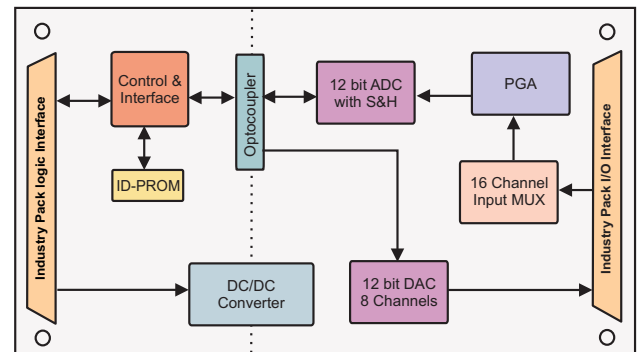 Industry Pack logic Interface
Control &
Interface
ID-PROM
Optocoupler
12 bit ADC
with S&H
PGA
16 Channel
Input MUX
Industry Pack I/O Interface
DC/DC
Converter
12 bit DAC
8 Channels